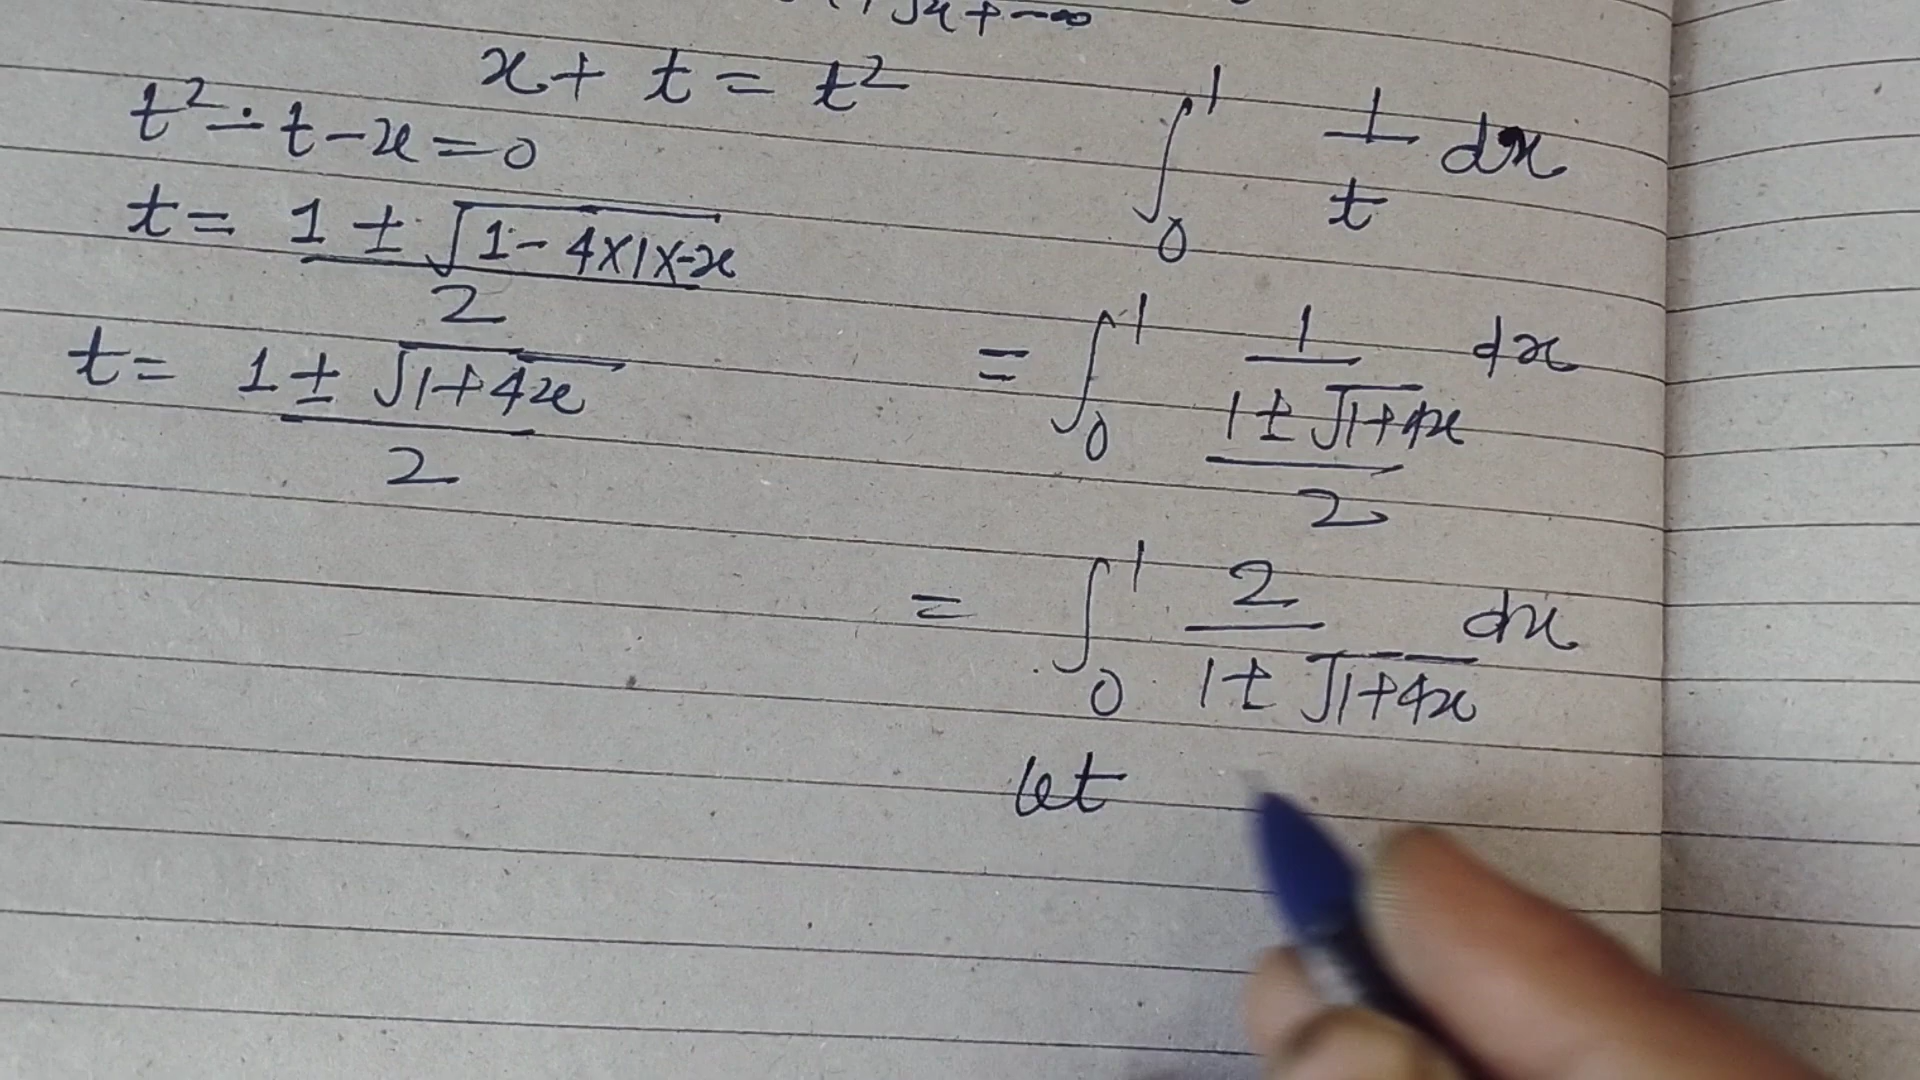 √x + --∞
x + t = t²
t² - t - x = 0
t = (1 ± √(1 - 4×1×-x))/2
t = (1 ± √(1+4x))/2
∫₀¹ 1/t dx
= ∫₀¹ 1/((1 ± √(1+4x))/2) dx
= ∫₀¹ 2/(1 ± √(1+4x)) dx
let